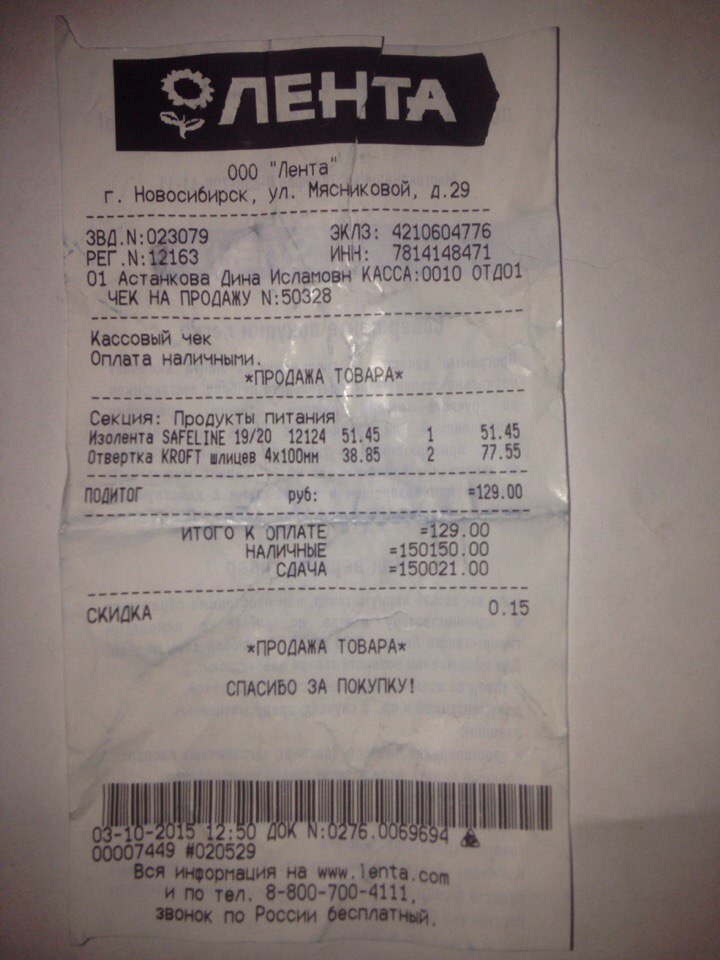 ЛЕНТА
ООО "Лента"
г. Новосибирск, ул. Мясниковой, д.29
ЗВД.N:023079 ЭКЛЗ: 4210604776
РЕГ.N:12163 ИНН: 7814148471
01 Астанкова Дина Исламовн КАССА:0010 ОТД01
ЧЕК НА ПРОДАЖУ N:50328
Кассовый чек
Оплата наличными.
*ПРОДАЖА ТОВАРА*
Секция: Продукты питания
Изолента SAFELINE 19/20 12124 51.45 1 51.45
Отвертка KROFT шлицев 4х100мм 38.85 2 77.55
ПОДИТОГ руб: =129.00
ИТОГО К ОПЛАТЕ =129.00
НАЛИЧНЫЕ =150150.00
СДАЧА =150021.00
СКИДКА 0.15
*ПРОДАЖА ТОВАРА*
СПАСИБО ЗА ПОКУПКУ!
03-10-2015 12:50 ДОК N:0276.0069694
00007449 #020529
Вся информация на www.lenta.com
и по тел. 8-800-700-4111,
звонок по России бесплатный.